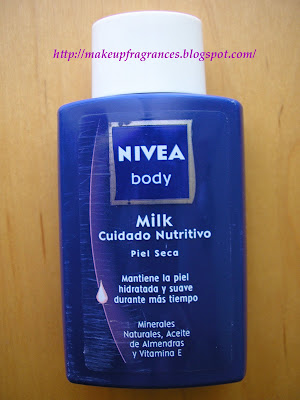 http://makeupfragrances.blogspot.com/
NIVEA
body
Milk
Cuidado Nutritivo
Piel Seca
Mantiene la piel
hidratada y suave
durante más tiempo
Minerales
Naturales, Aceite
de Almendras
y Vitamina E